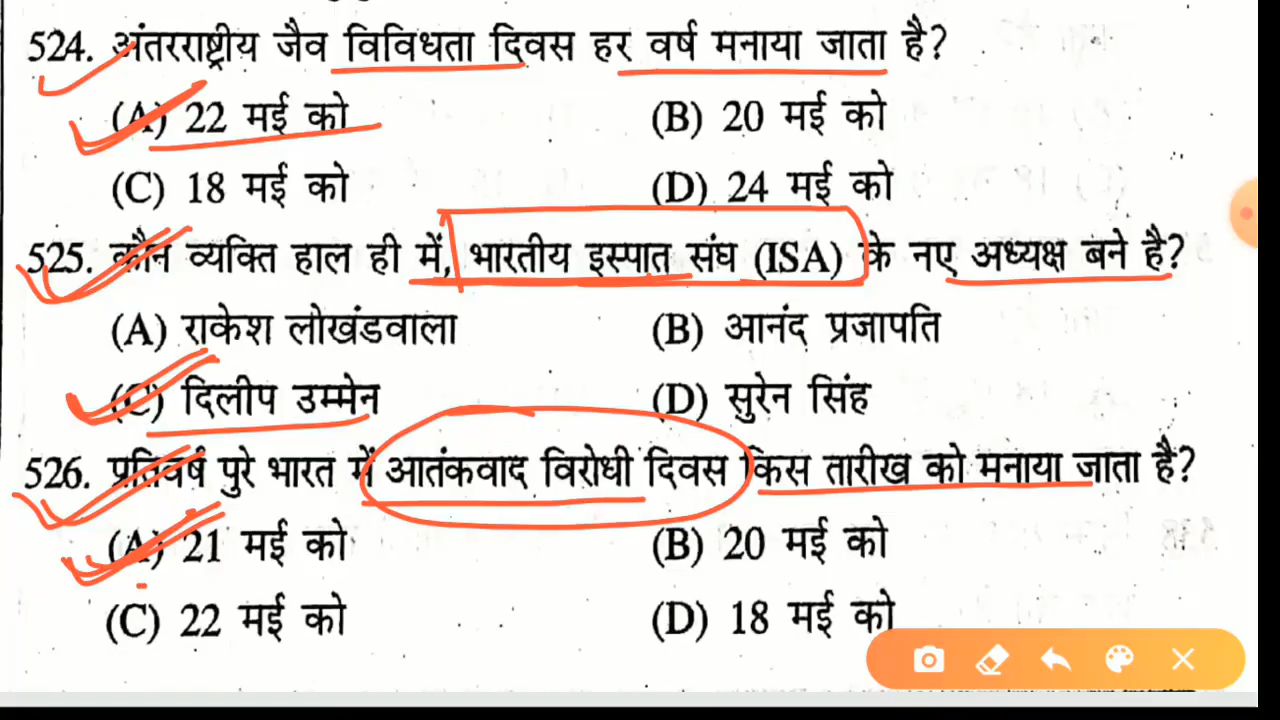 524. अंतरराष्ट्रीय जैव विविधता दिवस हर वर्ष मनाया जाता है?
(A) 22 मई को (B) 20 मई को
(C) 18 मई को (D) 24 मई को
525. कौन व्यक्ति हाल ही में, भारतीय इस्पात संघ (ISA) के नए अध्यक्ष बने है?
(A) राकेश लोखंडवाला (B) आनंद प्रजापति
(C) दिलीप उम्मेन (D) सुरेन सिंह
526. प्रतिवर्ष पुरे भारत में आतंकवाद विरोधी दिवस किस तारीख को मनाया जाता है?
(A) 21 मई को (B) 20 मई को
(C) 22 मई को (D) 18 मई को